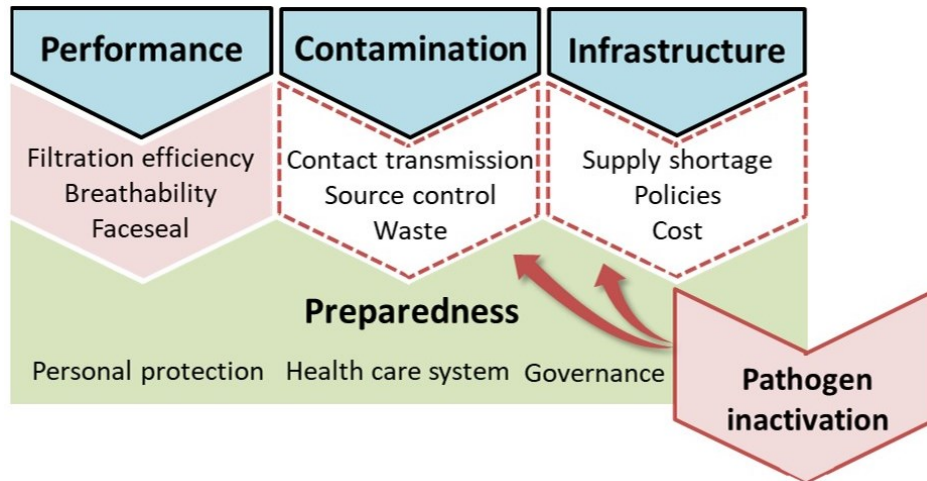 Performance
Contamination
Infrastructure
Filtration efficiency
Breathability
Faceseal
Contact transmission
Source control
Waste
Supply shortage
Policies
Cost
Preparedness
Personal protection
Health care system
Governance
Pathogen
inactivation